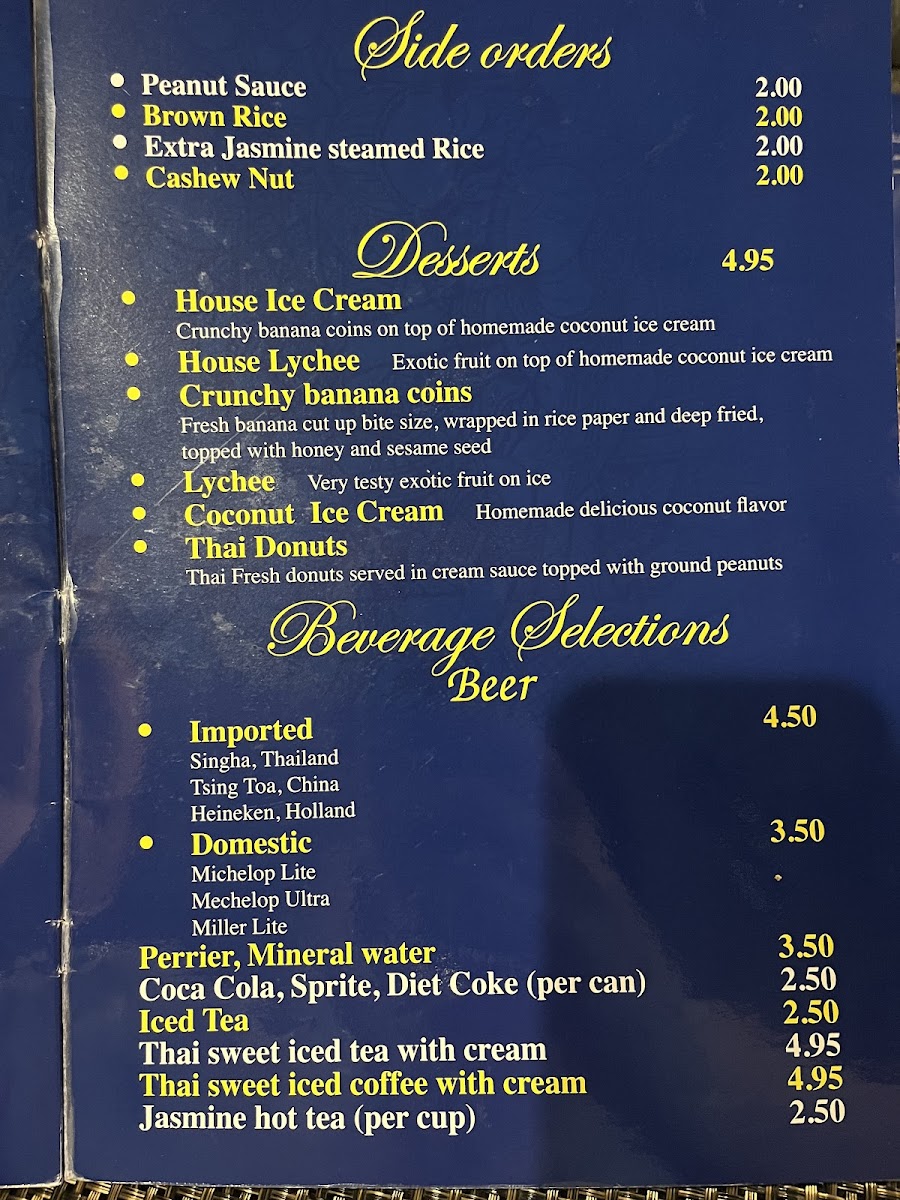 Side orders
• Peanut Sauce 2.00
• Brown Rice 2.00
• Extra Jasmine steamed Rice 2.00
• Cashew Nut 2.00
Desserts 4.95
• House Ice Cream
Crunchy banana coins on top of homemade coconut ice cream
• House Lychee Exotic fruit on top of homemade coconut ice cream
• Crunchy banana coins
Fresh banana cut up bite size, wrapped in rice paper and deep fried,
topped with honey and sesame seed
• Lychee Very testy exotic fruit on ice
• Coconut Ice Cream Homemade delicious coconut flavor
• Thai Donuts
Thai Fresh donuts served in cream sauce topped with ground peanuts
Beverage Selections
Beer
• Imported 4.50
Singha, Thailand
Tsing Toa, China
Heineken, Holland
• Domestic 3.50
Michelop Lite
Mechelop Ultra
Miller Lite
Perrier, Mineral water 3.50
Coca Cola, Sprite, Diet Coke (per can) 2.50
Iced Tea 2.50
Thai sweet iced tea with cream 4.95
Thai sweet iced coffee with cream 4.95
Jasmine hot tea (per cup) 2.50